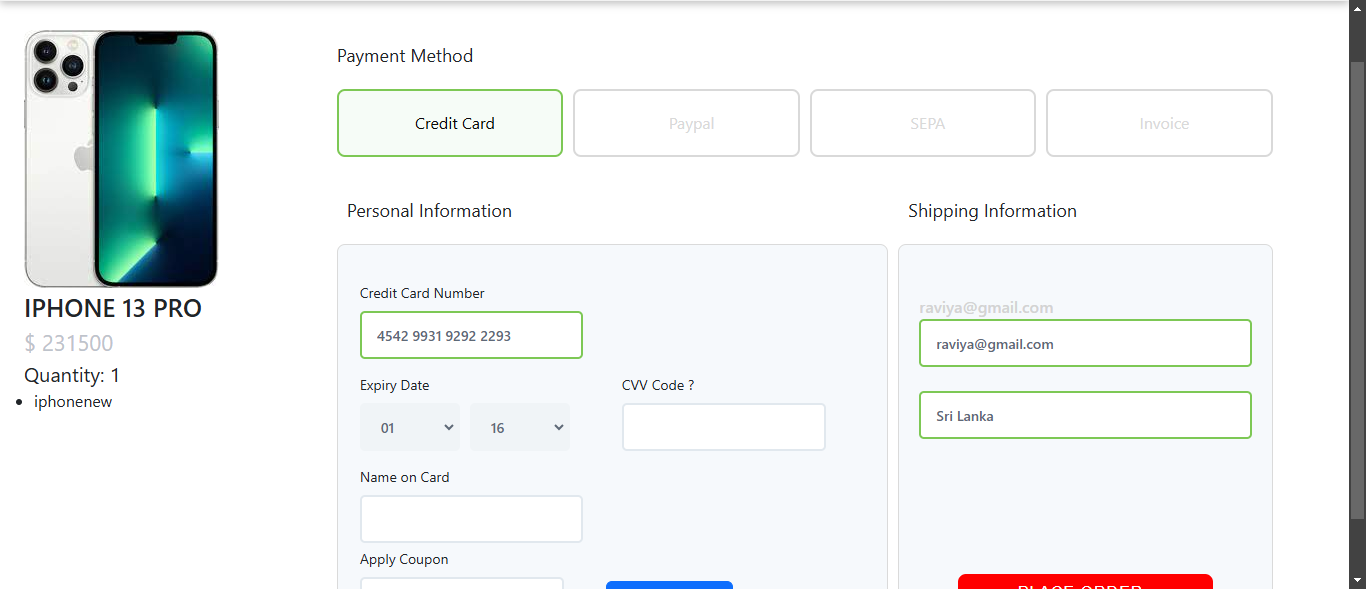 Payment Method
Credit Card
Paypal
SEPA
Invoice
Personal Information
Shipping Information
IPHONE 13 PRO
$ 231500
Quantity: 1
iphonenew
Credit Card Number
4542 9931 9292 2293
Expiry Date
CVV Code ?
01
16
Name on Card
Apply Coupon
raviya@gmail.com
raviya@gmail.com
Sri Lanka
PLACE ORDER